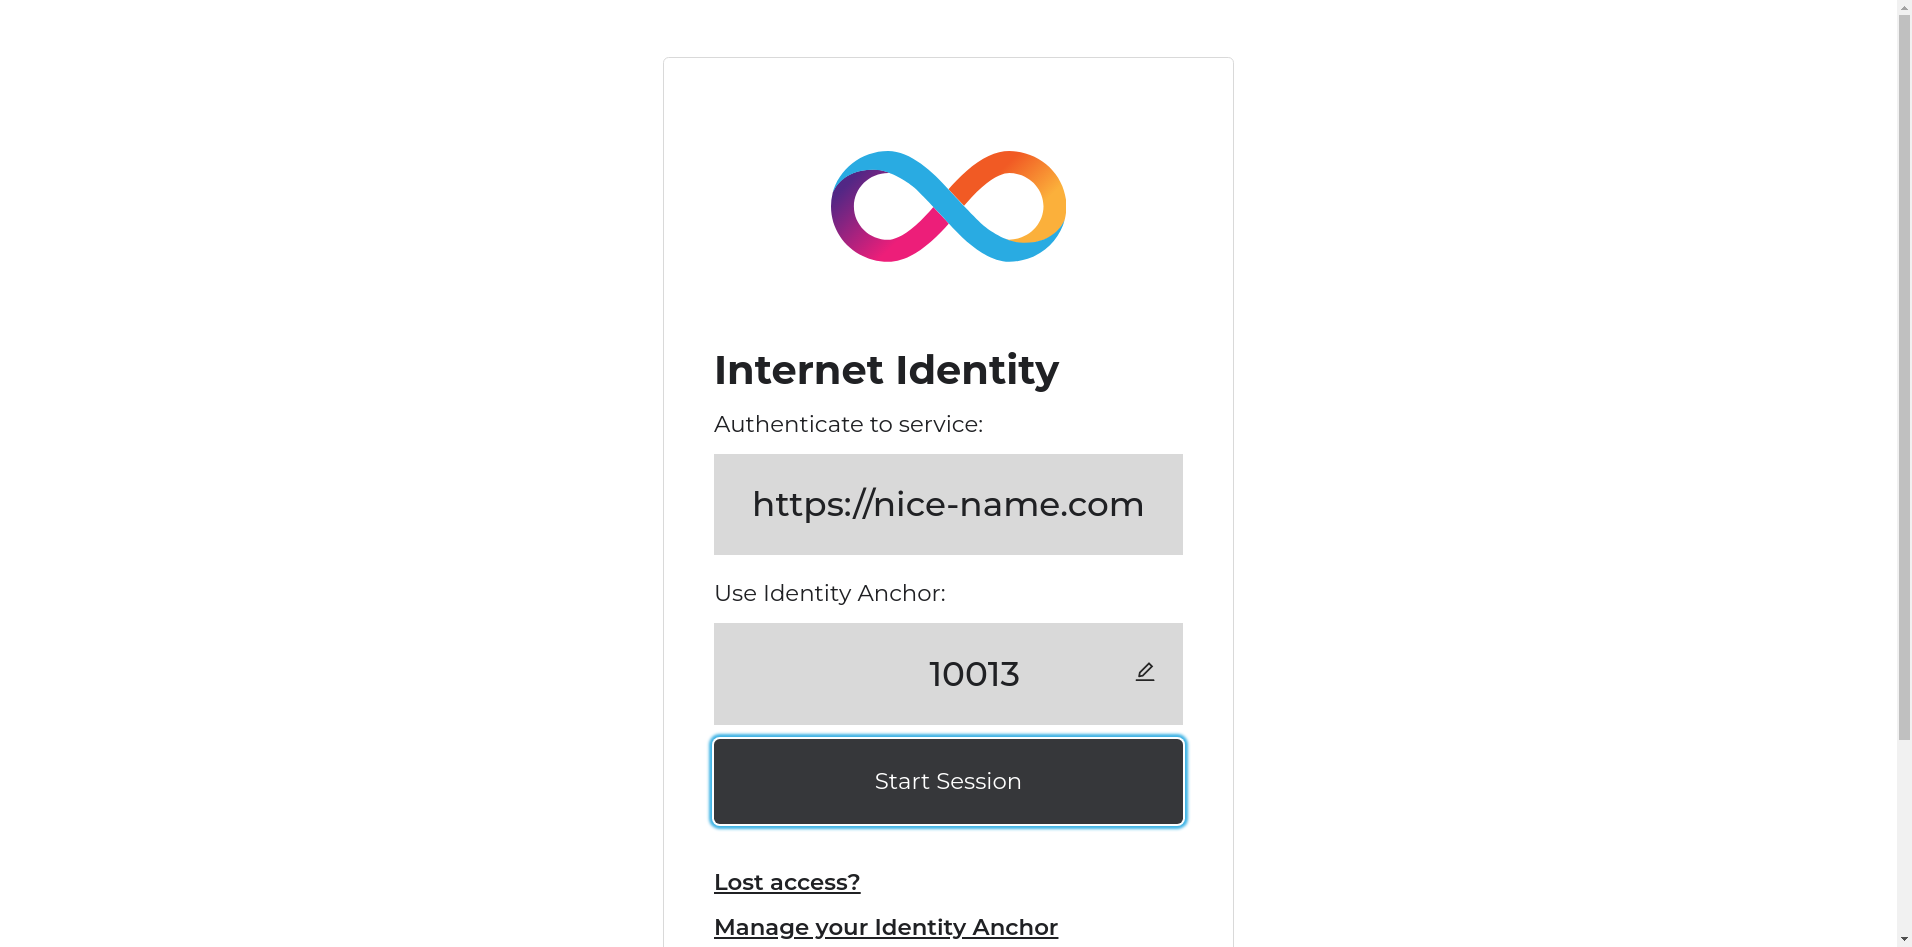 Internet Identity
Authenticate to service:
https://nice-name.com
Use Identity Anchor:
10013
Start Session
Lost access?
Manage your Identity Anchor